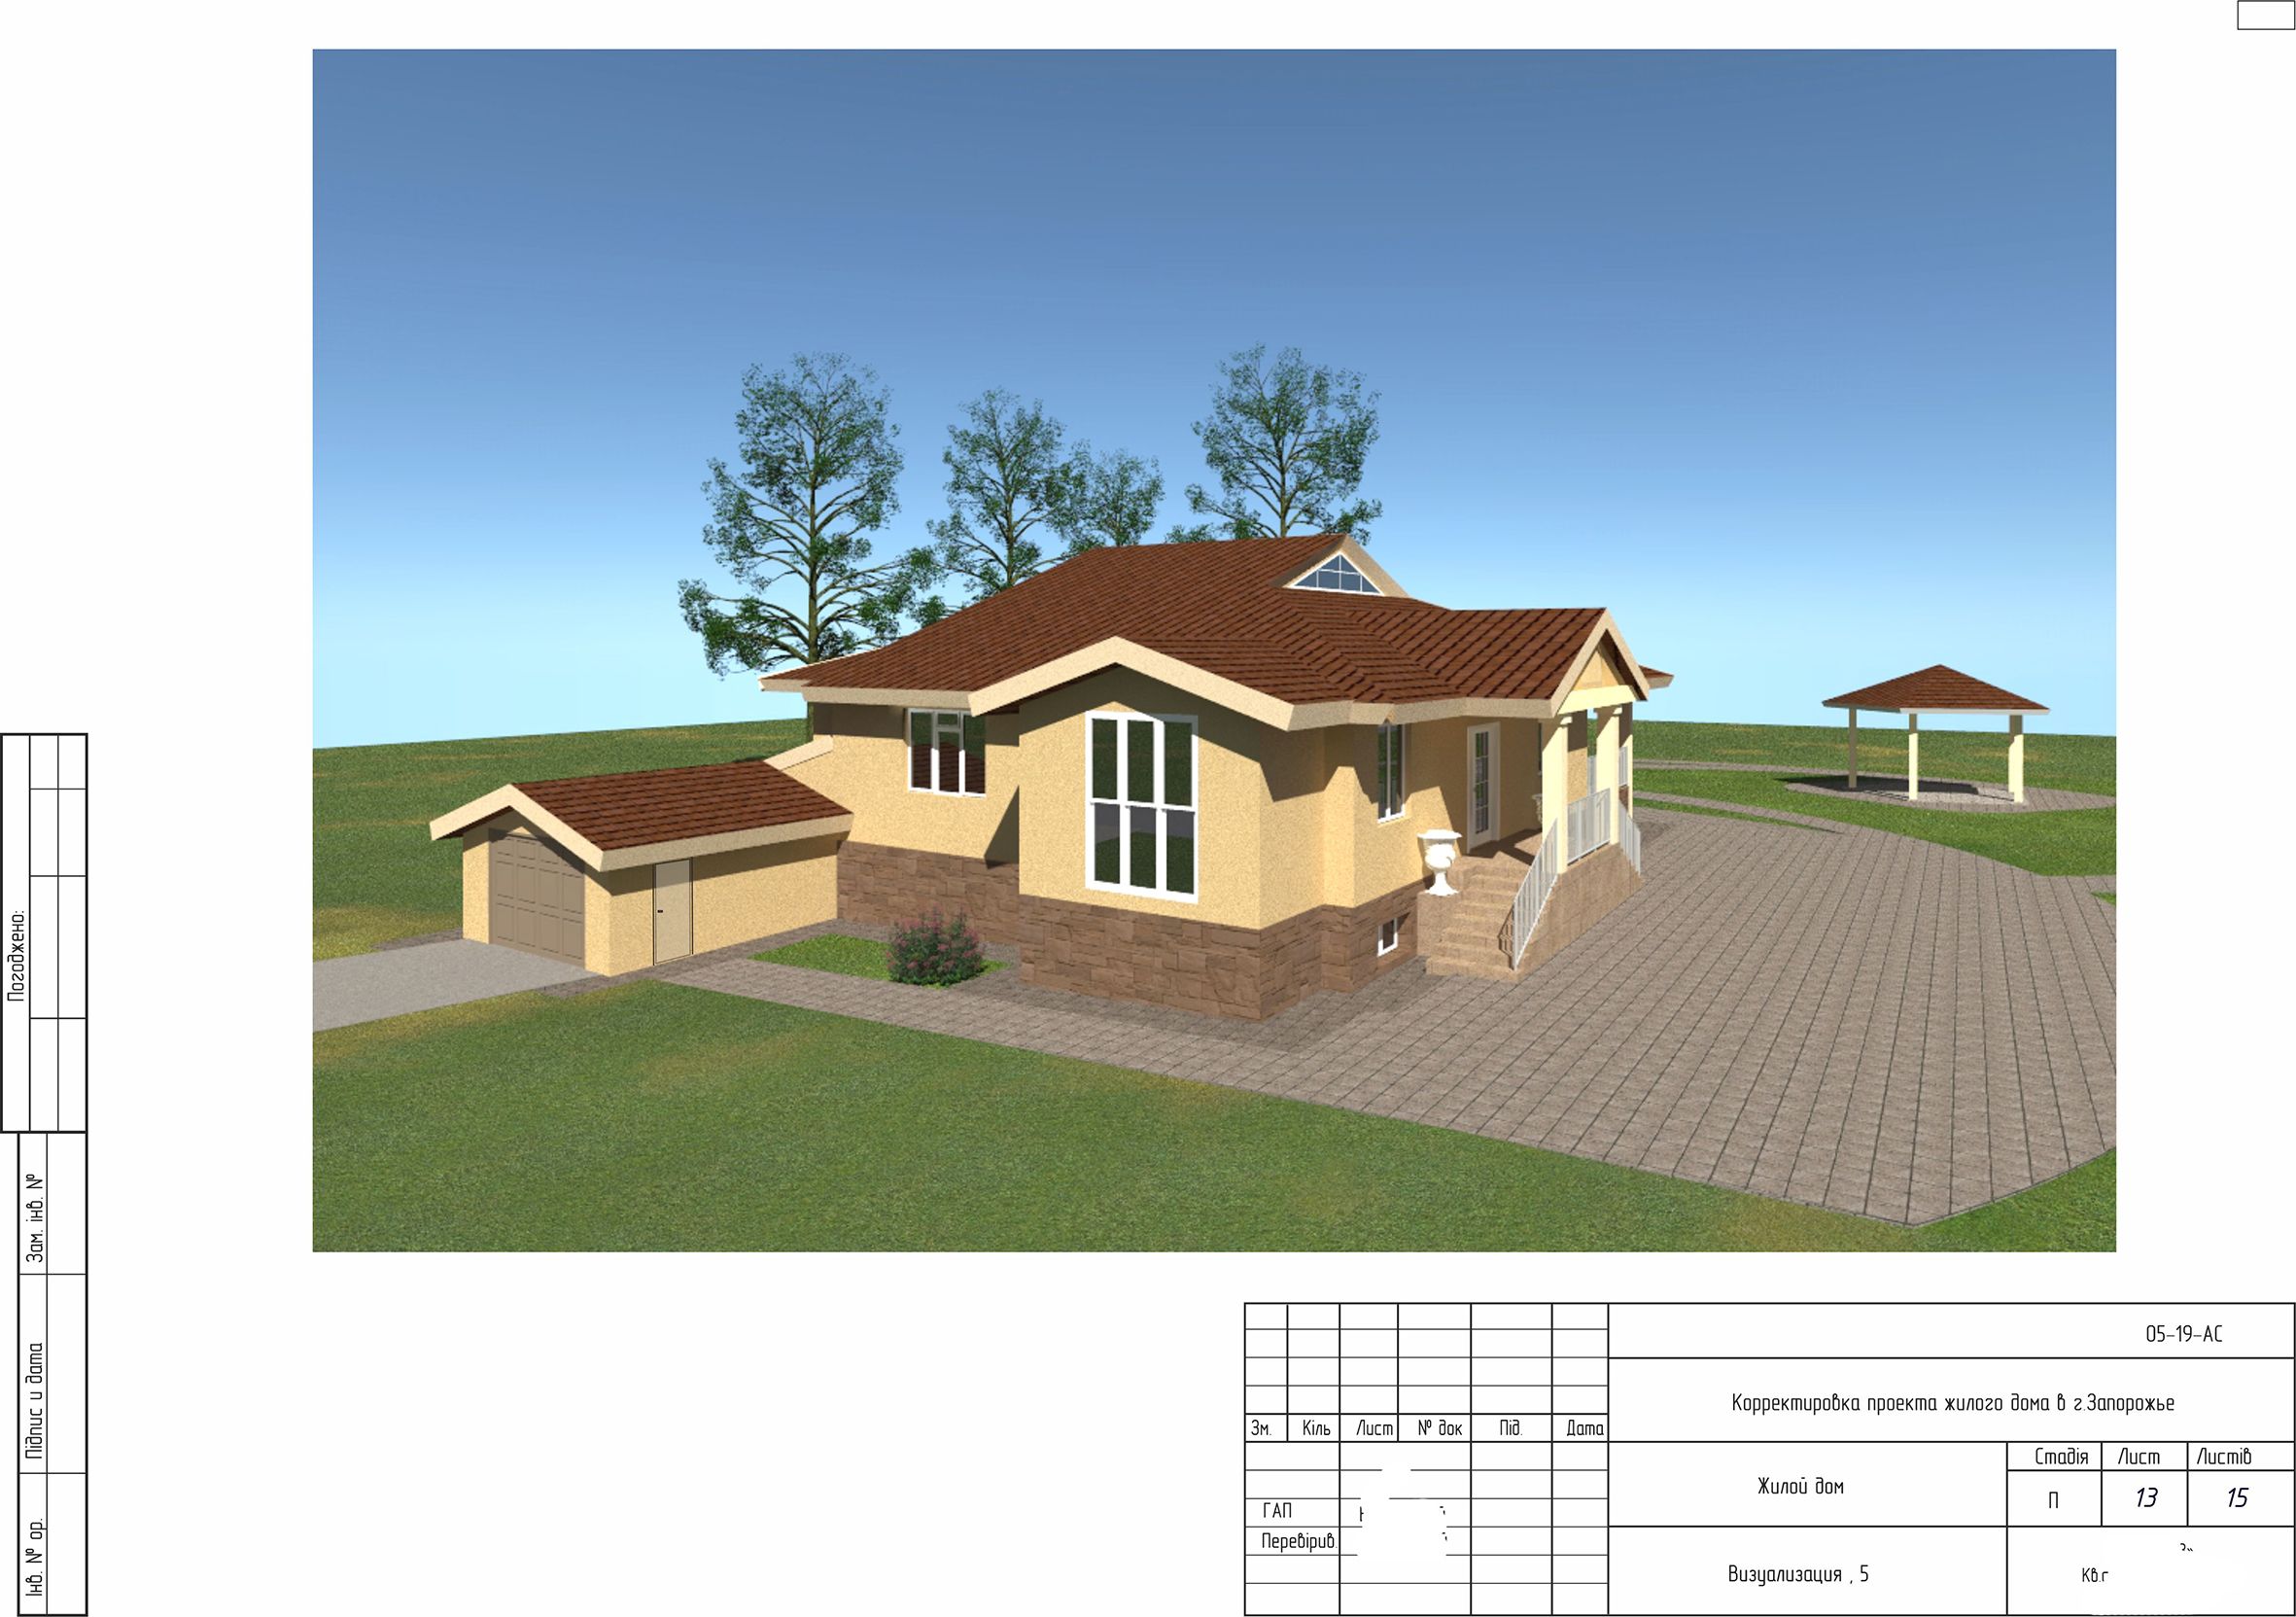 Погоджено:
Зам. інв. №
Підпис и дата
Інв. № ор.
05-19-АС
Корректировка проекта жилого дома в г.Запорожье
Зм. Кіль Лист № док Під. Дата
Жилой дом
Стадія Лист Листів
П 13 15
ГАП
Перевірив.
Визуализация , 5